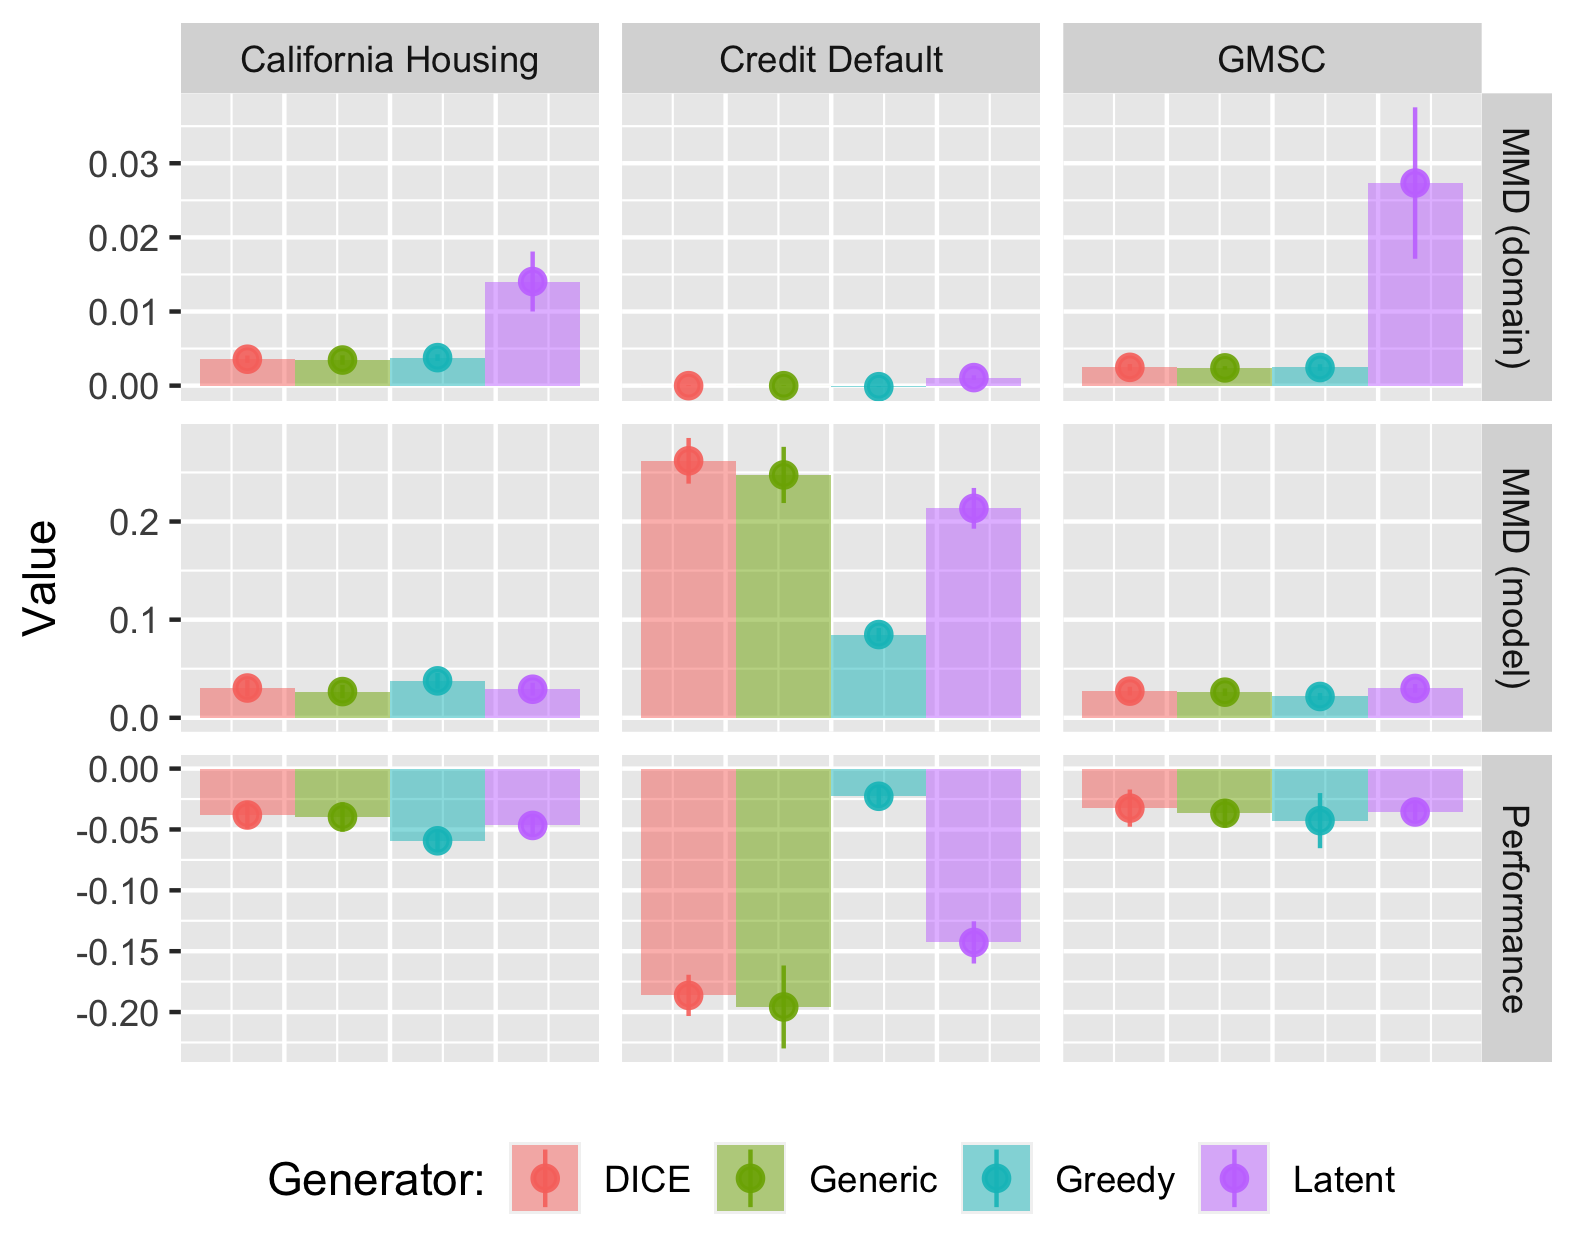 California Housing
Credit Default
GMSC
0.03
0.02
0.01
0.00
MMD (domain)
0.2
0.1
0.0
MMD (model)
0.00
-0.05
-0.10
-0.15
-0.20
Performance
Value
Generator: DICE Generic Greedy Latent